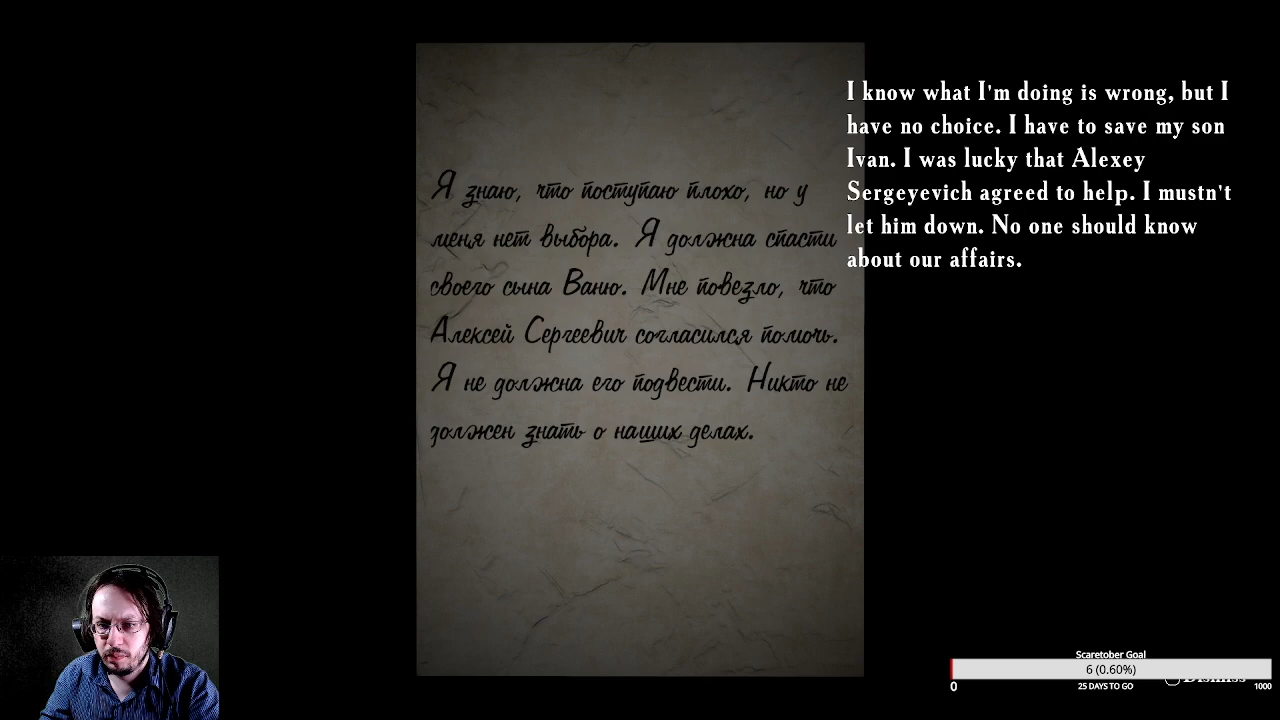 Я знаю, что поступаю плохо, но у
меня нет выбора. Я должна спасти
своего сына Ваню. Мне повезло, что
Алексей Сергеевич согласился помочь.
Я не должна его подвести. Никто не
должен знать о наших делах.
I know what I'm doing is wrong, but I
have no choice. I have to save my son
Ivan. I was lucky that Alexey
Sergeyevich agreed to help. I mustn't
let him down. No one should know
about our affairs.
Scaretober Goal
6 (0.60%)
0
25 DAYS TO GO
1000